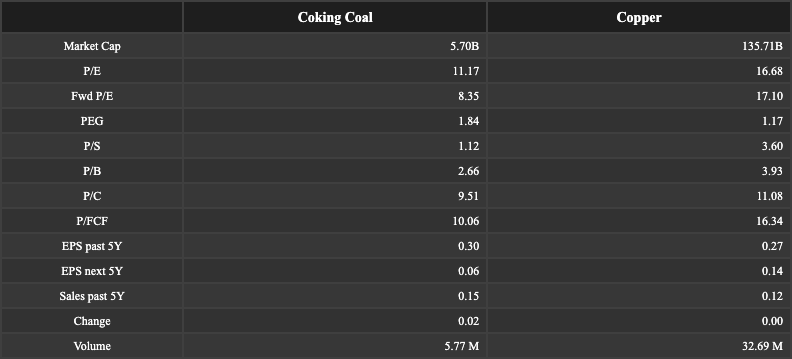 Coking Coal Copper
Market Cap 5.70B 135.71B
P/E 11.17 16.68
Fwd P/E 8.35 17.10
PEG 1.84 1.17
P/S 1.12 3.60
P/B 2.66 3.93
P/C 9.51 11.08
P/FCF 10.06 16.34
EPS past 5Y 0.30 0.27
EPS next 5Y 0.06 0.14
Sales past 5Y 0.15 0.12
Change 0.02 0.00
Volume 5.77 M 32.69 M